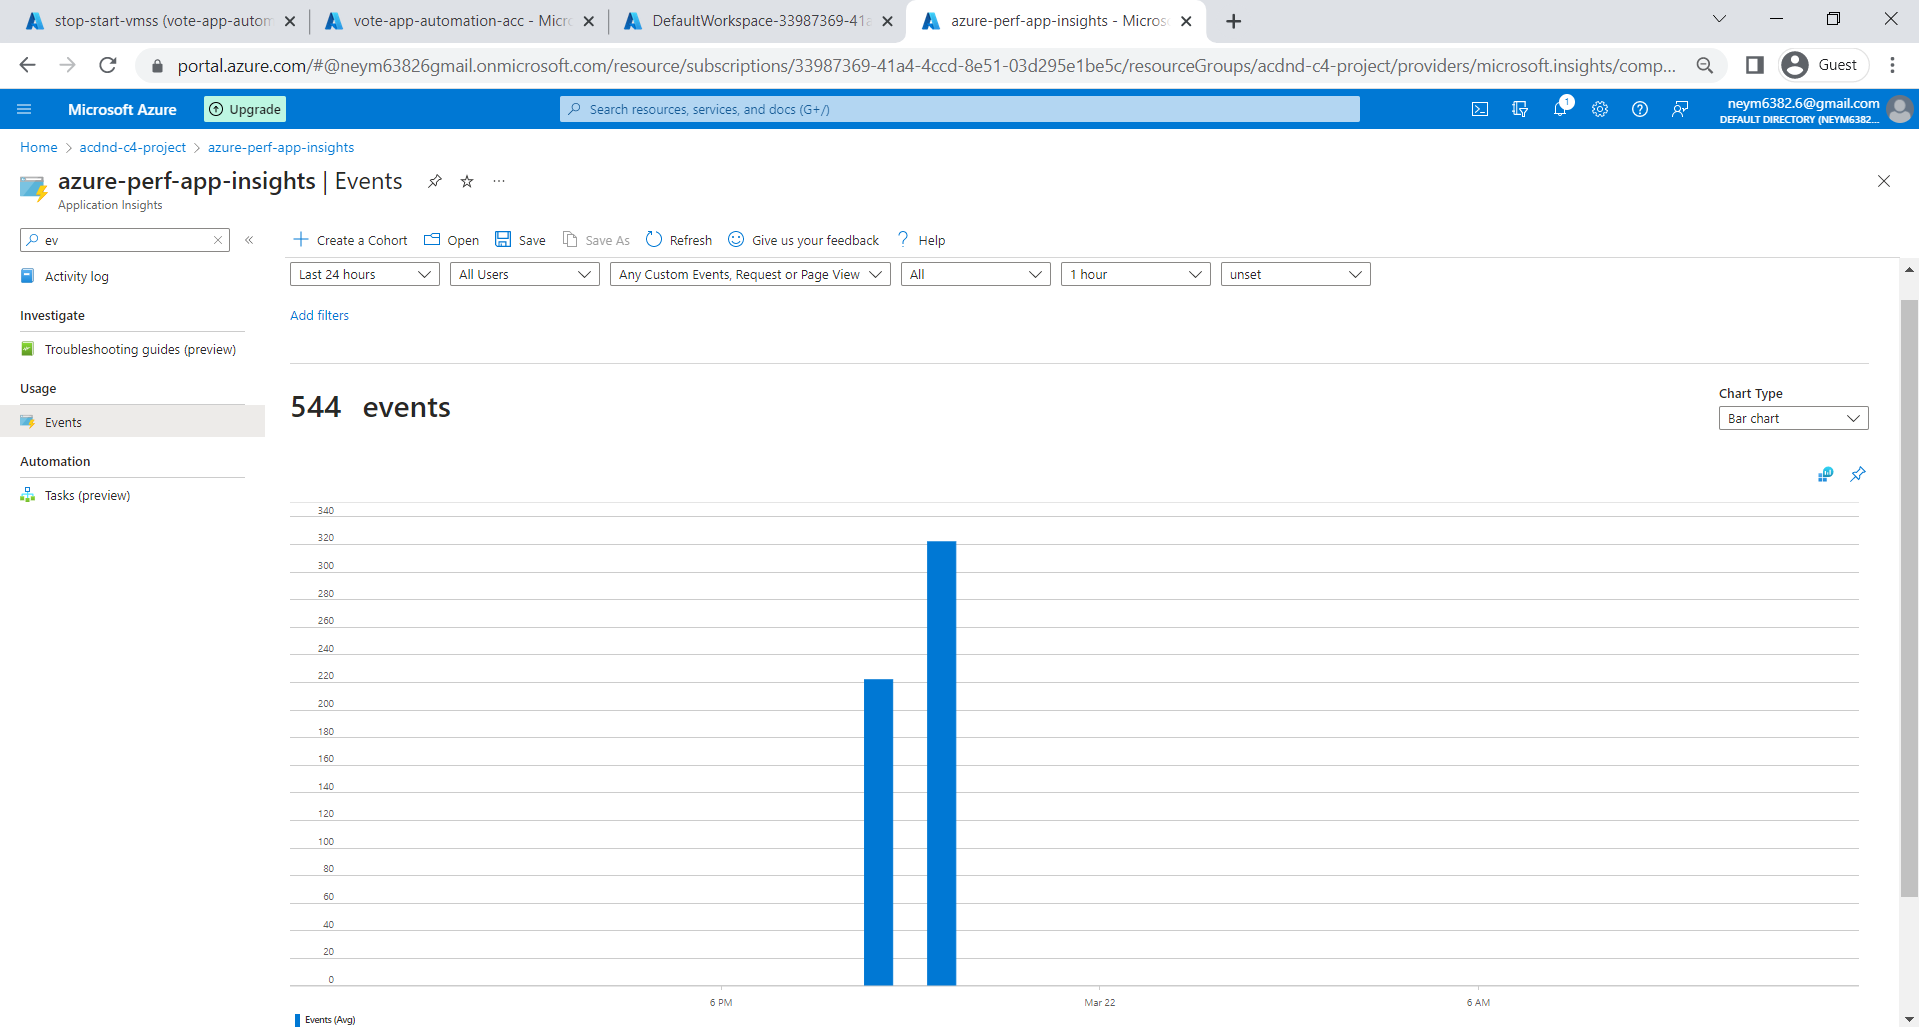 stop-start-vmss (vote-app-autom
vote-app-automation-acc - Micr
DefaultWorkspace-33987369-41a
azure-perf-app-insights - Micros
portal.azure.com/#@neym63826gmail.onmicrosoft.com/resource/subscriptions/33987369-41a4-4ccd-8e51-03d295e1be5c/resourceGroups/acdnd-c4-project/providers/microsoft.insights/comp...
Guest
Microsoft Azure
Upgrade
Search resources, services, and docs (G+/)
1
neym6382.6@gmail.com
DEFAULT DIRECTORY (NEYM6382...
Home > acdnd-c4-project > azure-perf-app-insights
azure-perf-app-insights | Events
...
Application Insights
ev
«
Activity log
Investigate
Troubleshooting guides (preview)
Usage
Events
Automation
Tasks (preview)
Create a Cohort
Open
Save
Save As
Refresh
Give us your feedback
? Help
Last 24 hours
All Users
Any Custom Events, Request or Page View
All
1 hour
unset
Add filters
544 events
Chart Type
Bar chart
340
320
300
280
260
240
220
200
180
160
140
120
100
80
60
40
20
0
6 PM
Mar 22
6 AM
Events (Avg)